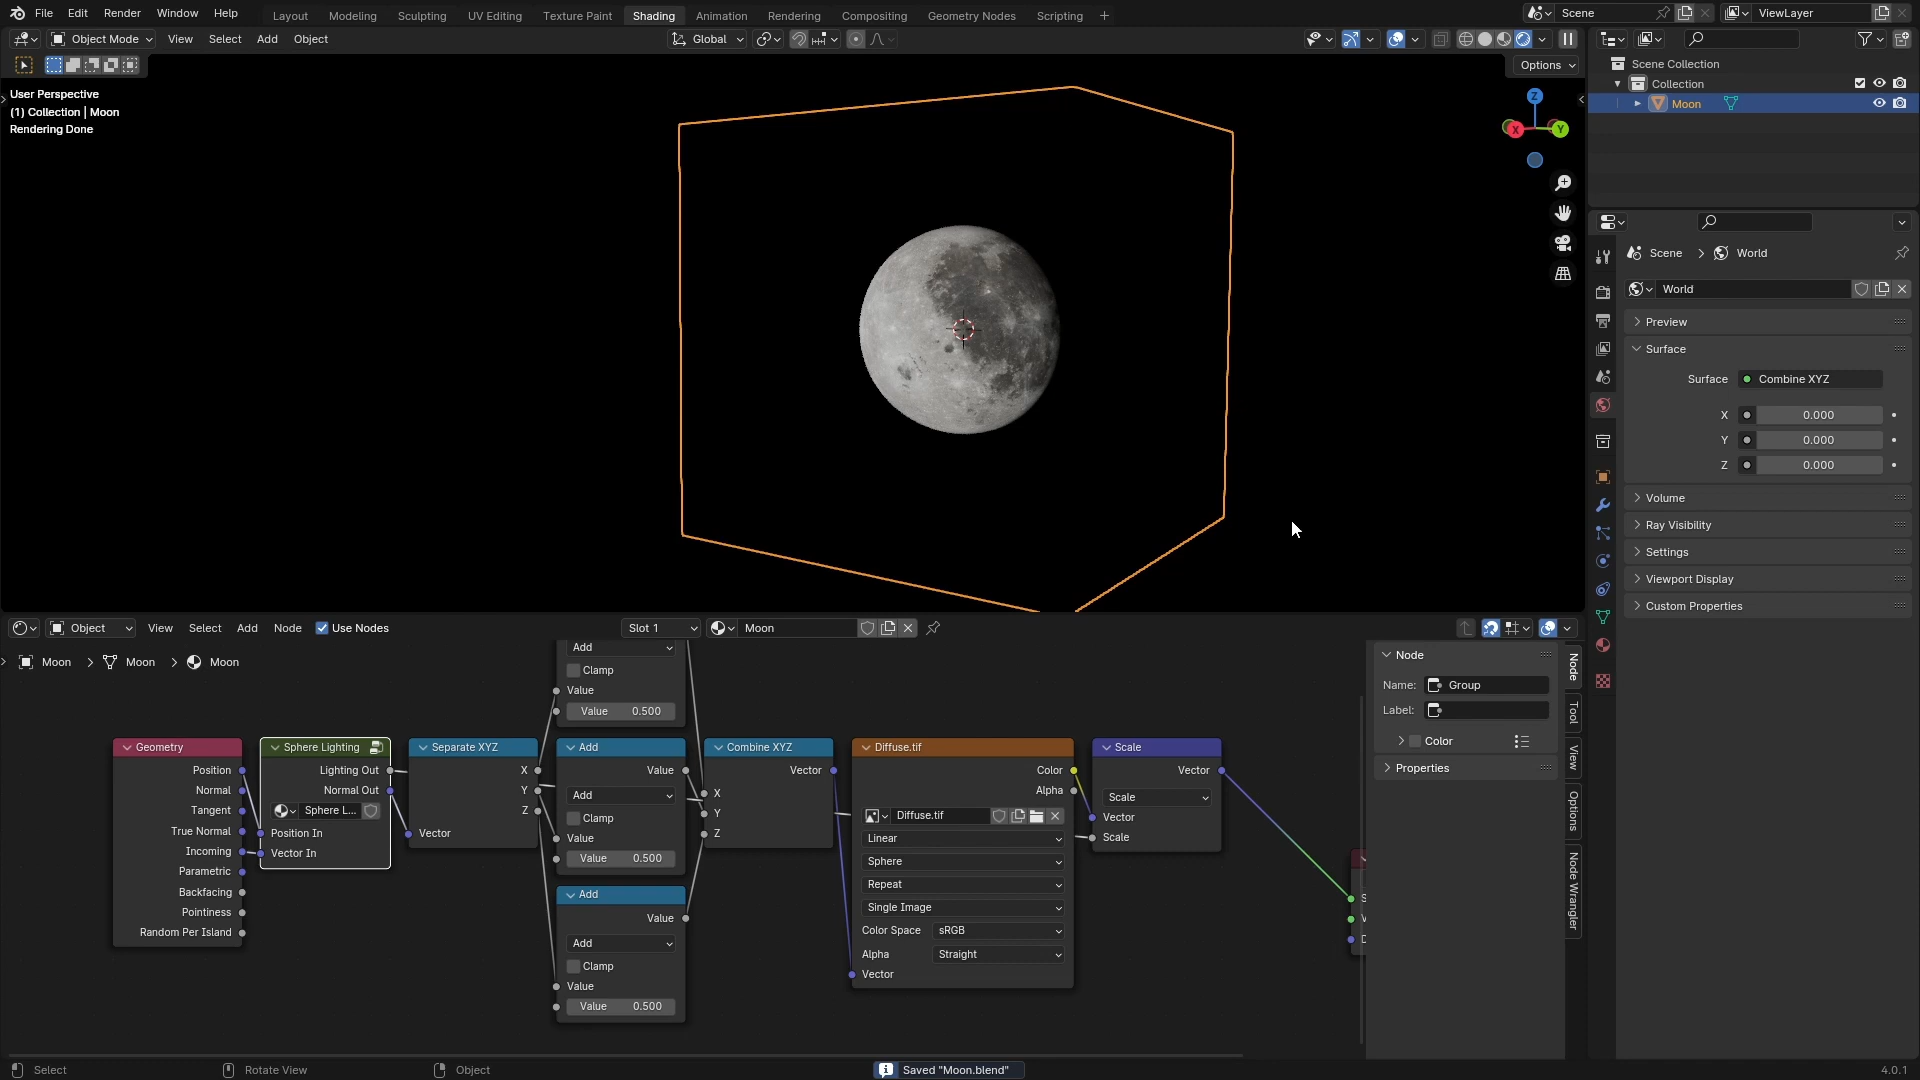 File Edit Render Window Help
Layout Modeling Sculpting UV Editing Texture Paint Shading Animation Rendering Compositing Geometry Nodes Scripting +
Scene
ViewLayer
Object Mode View Select Add Object
Global
Options
User Perspective
(1) Collection | Moon
Rendering Done
Z
X
Y
Scene Collection
Collection
Moon
Scene > World
World
Preview
Surface
Surface Combine XYZ
X 0.000
Y 0.000
Z 0.000
Volume
Ray Visibility
Settings
Viewport Display
Custom Properties
Object View Select Add Node Use Nodes
Slot 1
Moon
Moon > Moon > Moon
Add
Clamp
Value
Value 0.500
Geometry
Position
Normal
Tangent
True Normal
Incoming
Parametric
Backfacing
Pointiness
Random Per Island
Sphere Lighting
Lighting Out
Normal Out
Sphere L...
Position In
Vector In
Separate XYZ
X
Y
Z
Vector
Add
Value
Add
Clamp
Value
Value 0.500
Add
Value
Add
Clamp
Value
Value 0.500
Combine XYZ
Vector
X
Y
Z
Diffuse.tif
Color
Alpha
Diffuse.tif
Linear
Sphere
Repeat
Single Image
Color Space sRGB
Alpha Straight
Vector
Scale
Vector
Scale
Vector
Scale
Node
Name: Group
Label:
Color
Properties
Node
Tool
View
Options
Node Wrangler
Select
Rotate View
Object
Saved "Moon.blend"
4.0.1